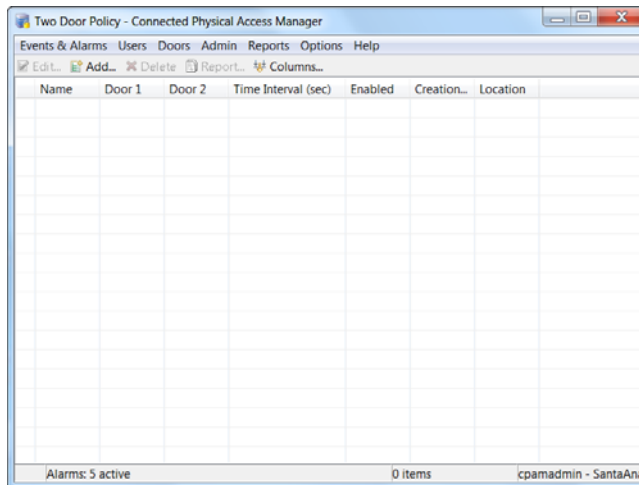 Two Door Policy - Connected Physical Access Manager
Events & Alarms Users Doors Admin Reports Options Help
Edit... Add... Delete Report... Columns...
Name Door 1 Door 2 Time Interval (sec) Enabled Creation... Location
Alarms: 5 active 0 items cpamadmin - SantaAna